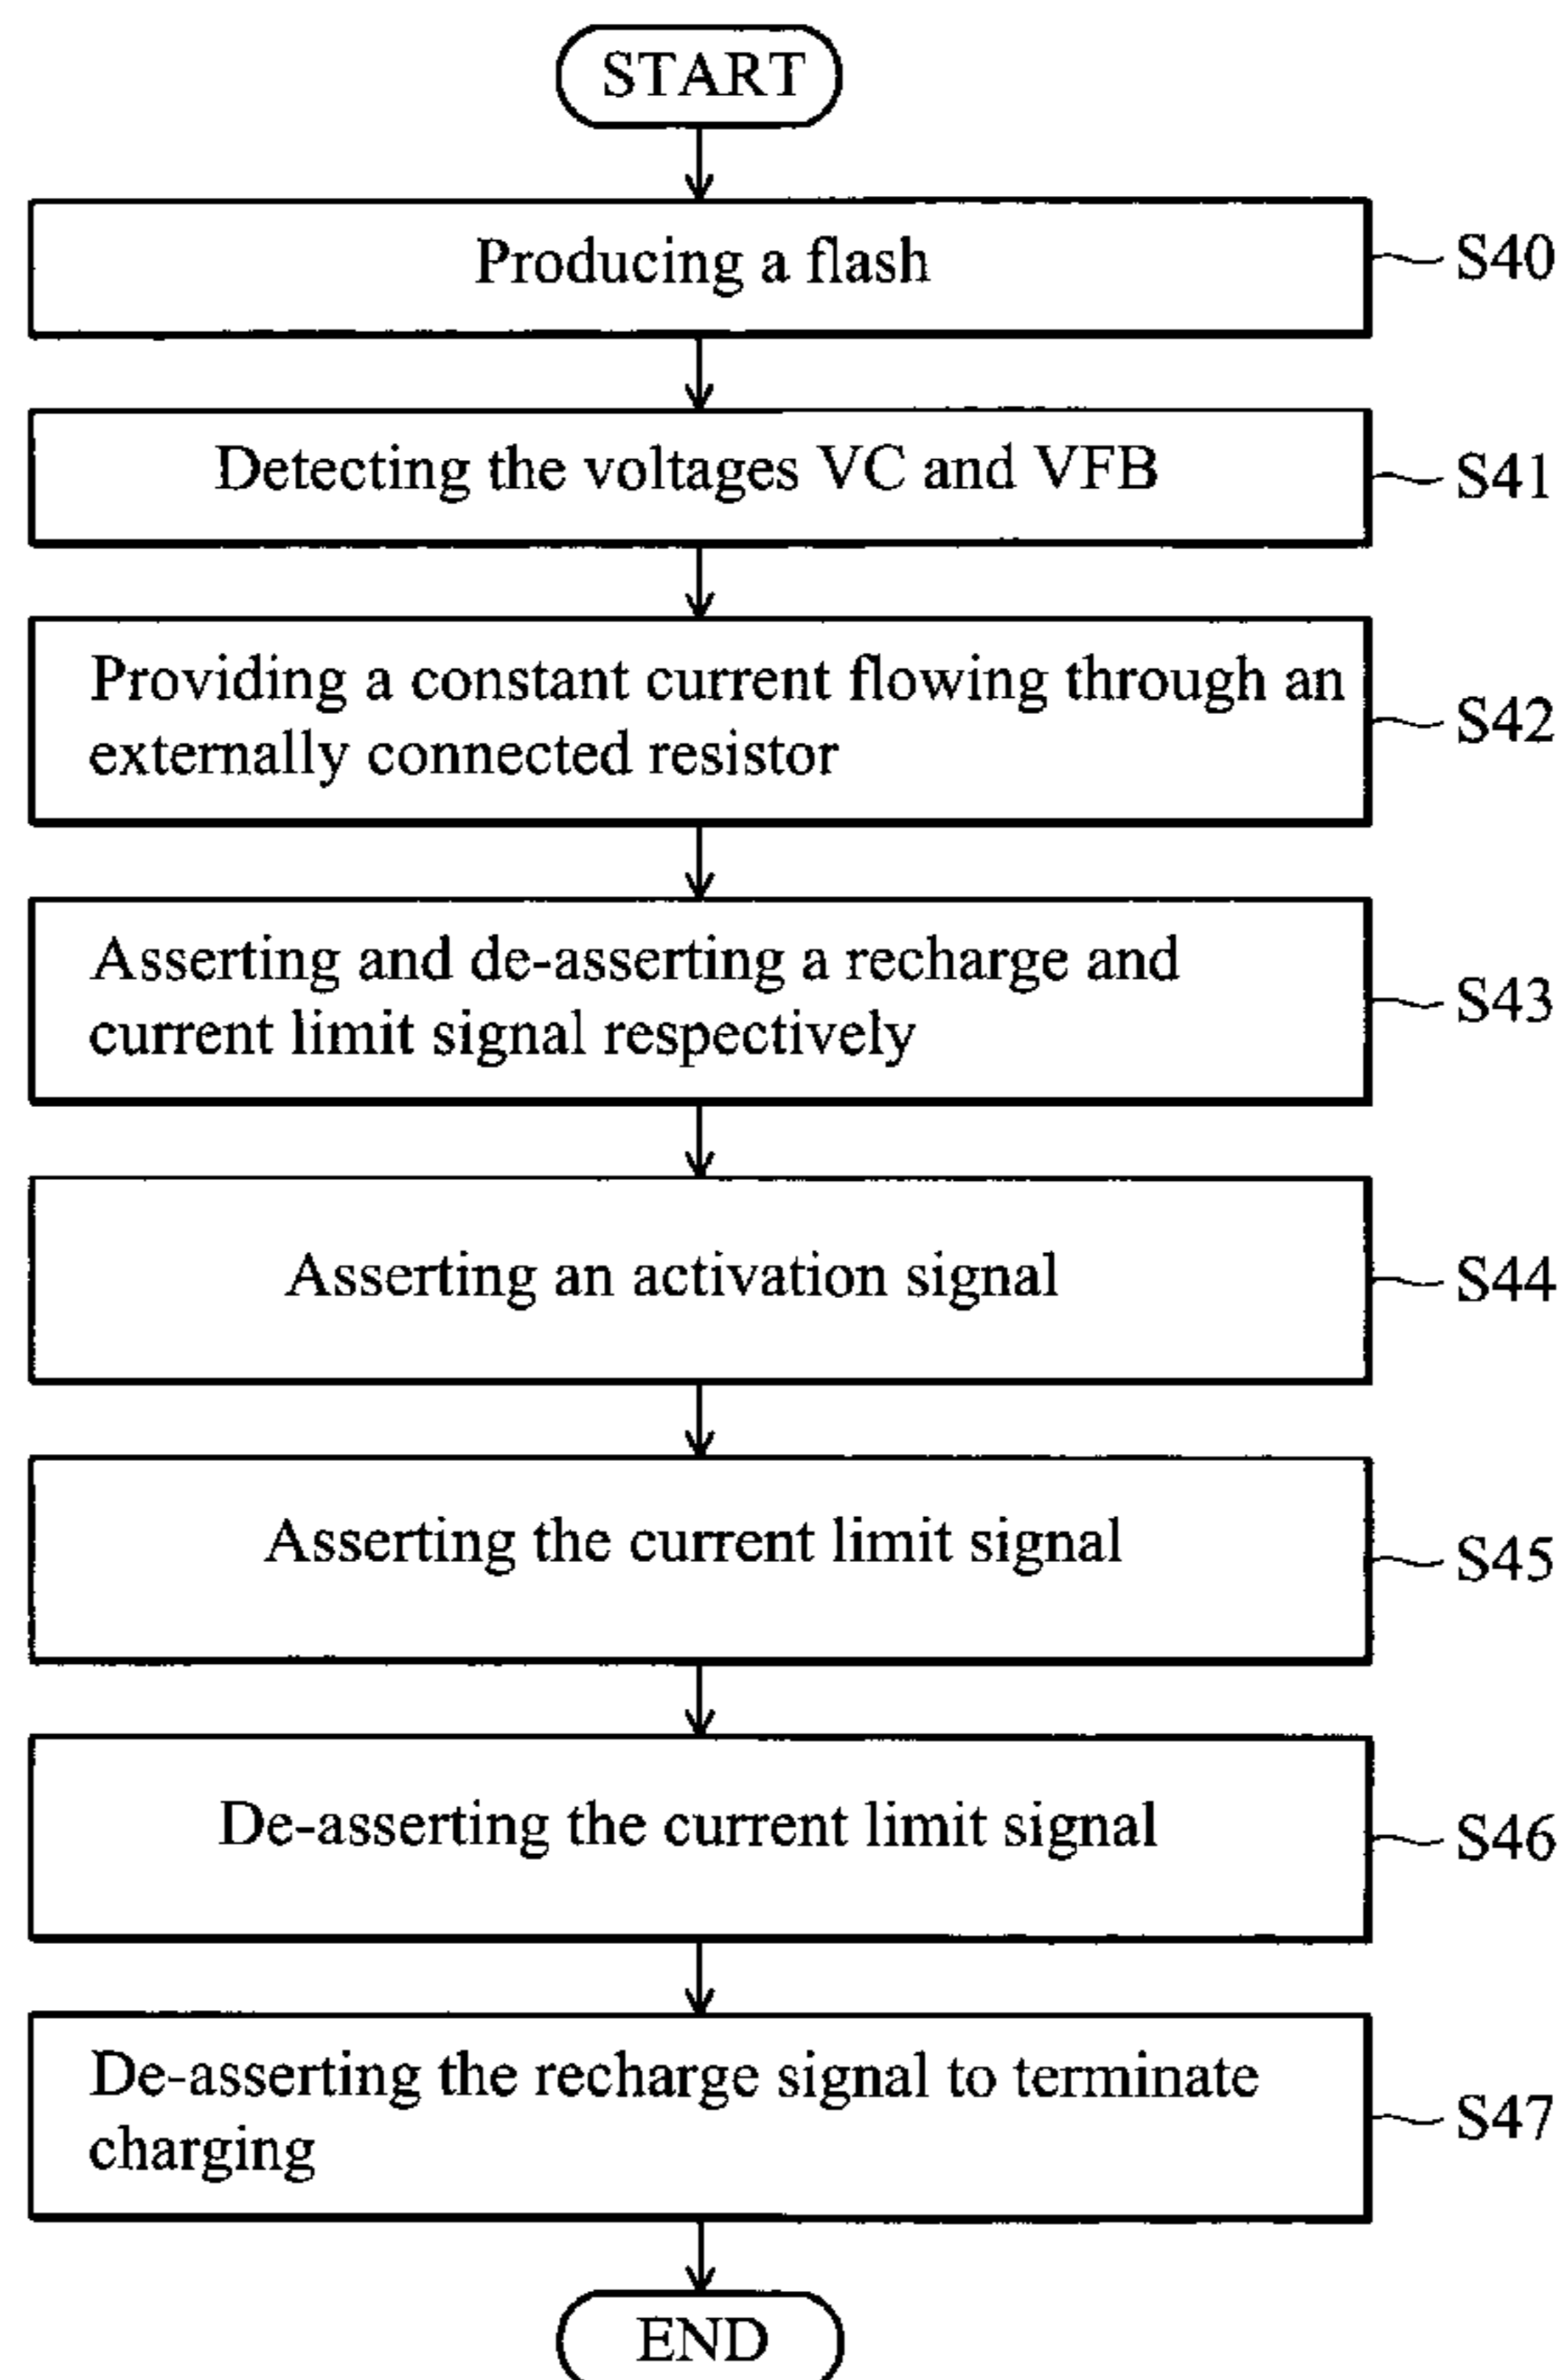 START
Producing a flash
S40
Detecting the voltages VC and VFB
S41
Providing a constant current flowing through an
externally connected resistor
S42
Asserting and de-asserting a recharge and
current limit signal respectively
S43
Asserting an activation signal
S44
Asserting the current limit signal
S45
De-asserting the current limit signal
S46
De-asserting the recharge signal to terminate
charging
S47
END